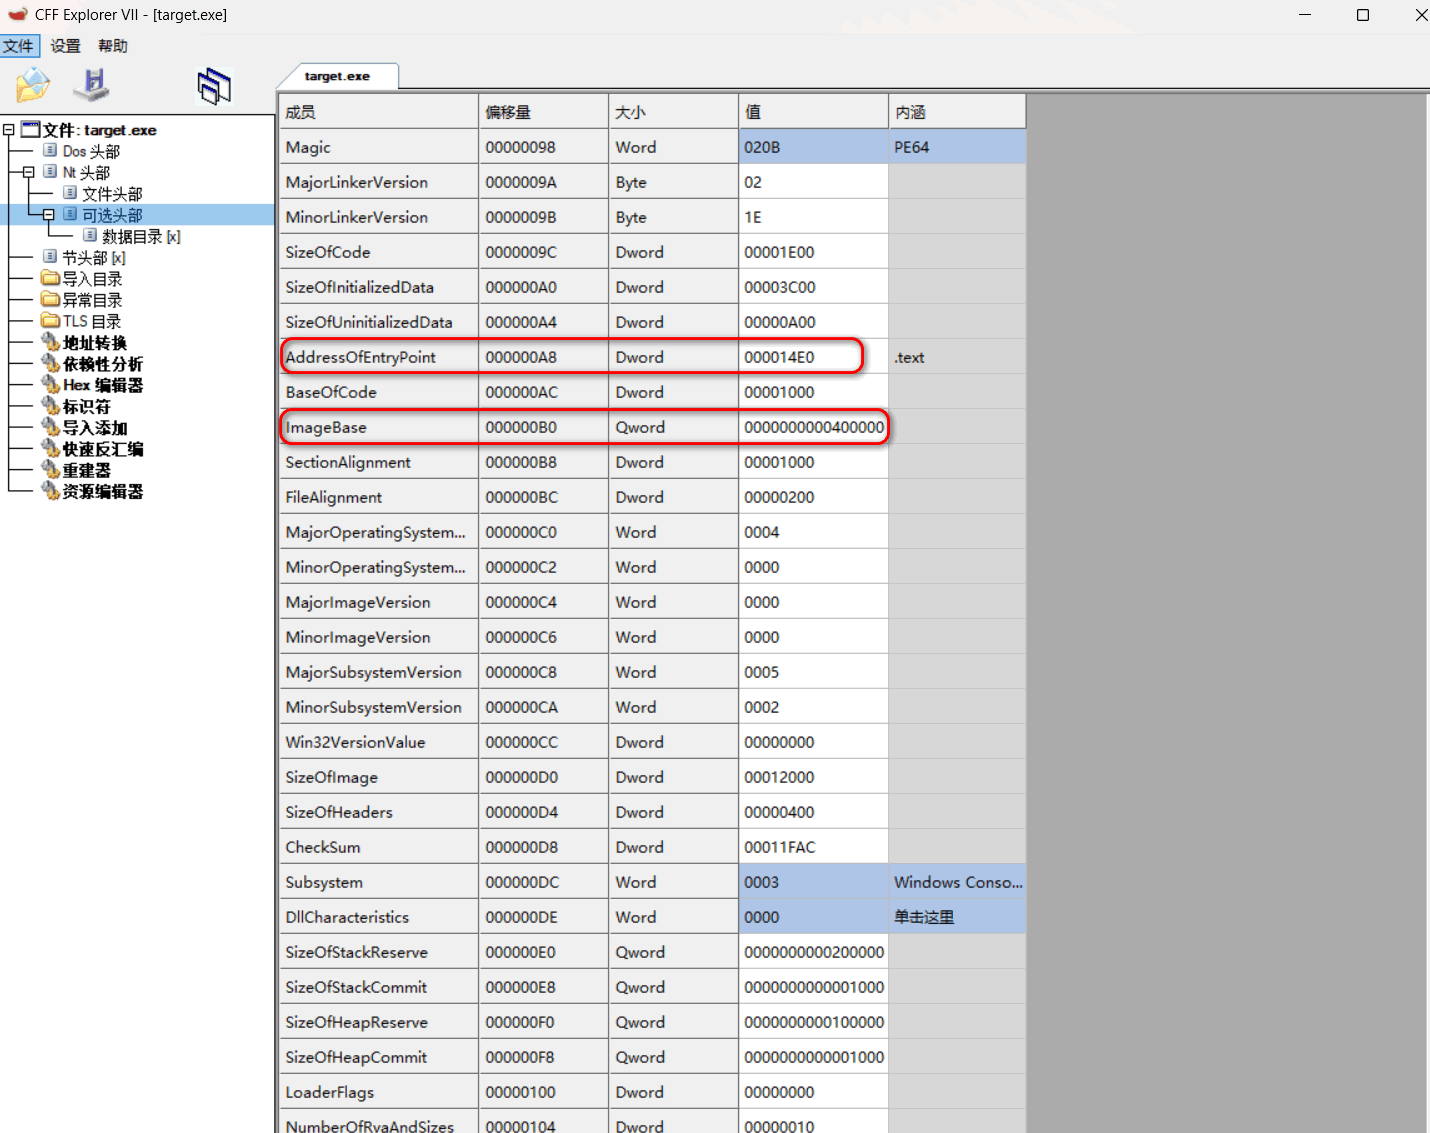 CFF Explorer VII - [target.exe]
文件 设置 帮助
target.exe
文件: target.exe
Dos 头部
Nt 头部
文件头部
可选头部
数据目录 [x]
节头部 [x]
导入目录
异常目录
TLS 目录
地址转换
依赖性分析
Hex 编辑器
标识符
导入添加
快速反汇编
重建器
资源编辑器
成员 偏移量 大小 值 内涵
Magic 00000098 Word 020B PE64
MajorLinkerVersion 0000009A Byte 02
MinorLinkerVersion 0000009B Byte 1E
SizeOfCode 0000009C Dword 00001E00
SizeOfInitializedData 000000A0 Dword 00003C00
SizeOfUninitializedData 000000A4 Dword 00000A00
AddressOfEntryPoint 000000A8 Dword 000014E0 .text
BaseOfCode 000000AC Dword 00001000
ImageBase 000000B0 Qword 0000000000400000
SectionAlignment 000000B8 Dword 00001000
FileAlignment 000000BC Dword 00000200
MajorOperatingSystem... 000000C0 Word 0004
MinorOperatingSystem... 000000C2 Word 0000
MajorImageVersion 000000C4 Word 0000
MinorImageVersion 000000C6 Word 0000
MajorSubsystemVersion 000000C8 Word 0005
MinorSubsystemVersion 000000CA Word 0002
Win32VersionValue 000000CC Dword 00000000
SizeOfImage 000000D0 Dword 00012000
SizeOfHeaders 000000D4 Dword 00000400
CheckSum 000000D8 Dword 00011FAC
Subsystem 000000DC Word 0003 Windows Conso...
DllCharacteristics 000000DE Word 0000 单击这里
SizeOfStackReserve 000000E0 Qword 0000000000200000
SizeOfStackCommit 000000E8 Qword 0000000000001000
SizeOfHeapReserve 000000F0 Qword 0000000000100000
SizeOfHeapCommit 000000F8 Qword 0000000000001000
LoaderFlags 00000100 Dword 00000000
NumberOfRvaAndSizes 00000104 Dword 00000010